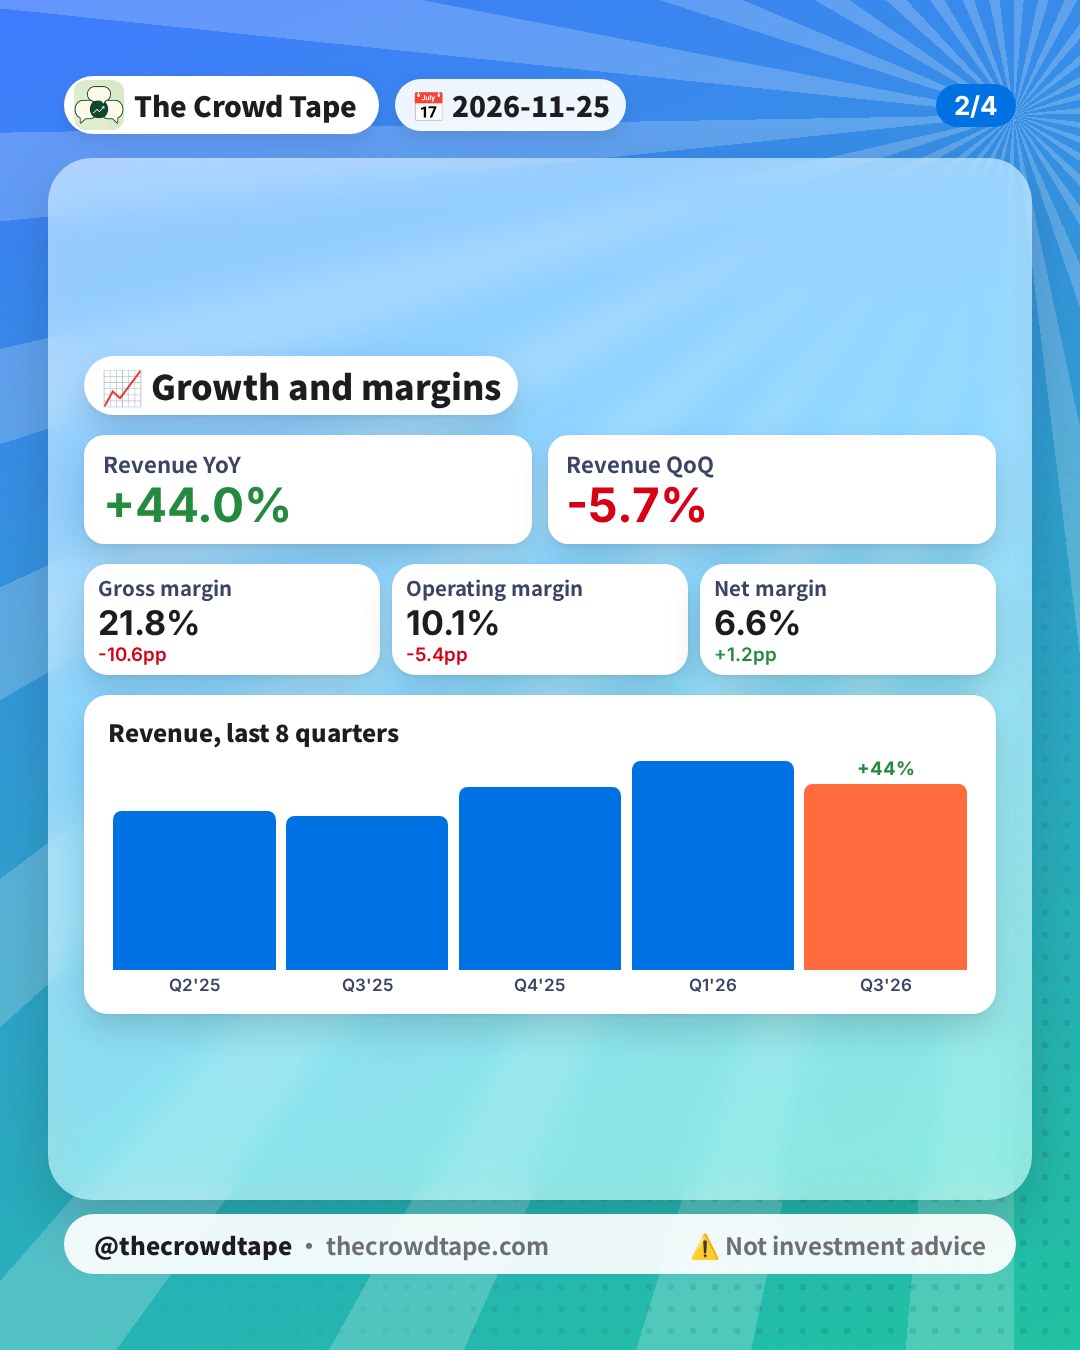 The Crowd Tape
2026-11-25
2/4
Growth and margins
Revenue YoY
+44.0%
Revenue QoQ
-5.7%
Gross margin
21.8%
-10.6pp
Operating margin
10.1%
-5.4pp
Net margin
6.6%
+1.2pp
Revenue, last 8 quarters
+44%
Q2'25
Q3'25
Q4'25
Q1'26
Q3'26
@thecrowdtape • thecrowdtape.com
⚠️ Not investment advice